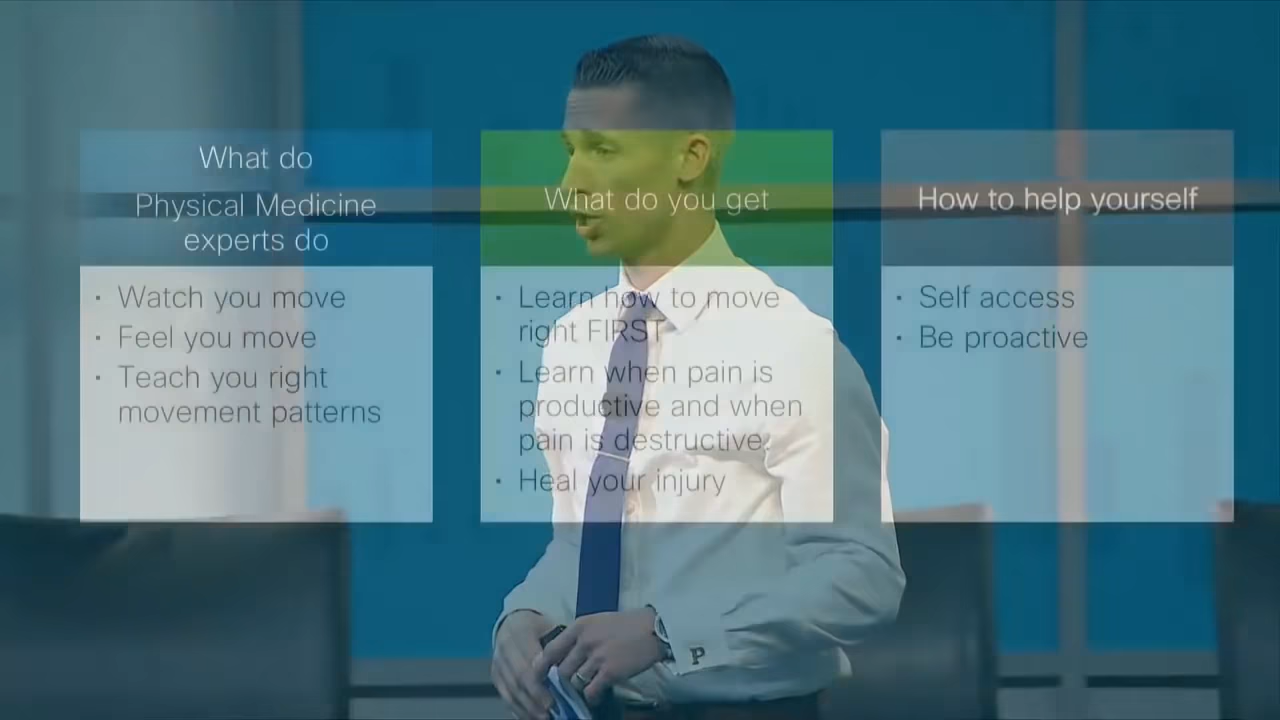 What do
Physical Medicine
experts do
· Watch you move
· Feel you move
· Teach you right
movement patterns
What do you get
· Learn how to move
right FIRST
· Learn when pain is
productive and when
pain is destructive.
· Heal your injury
How to help yourself
· Self access
· Be proactive
P